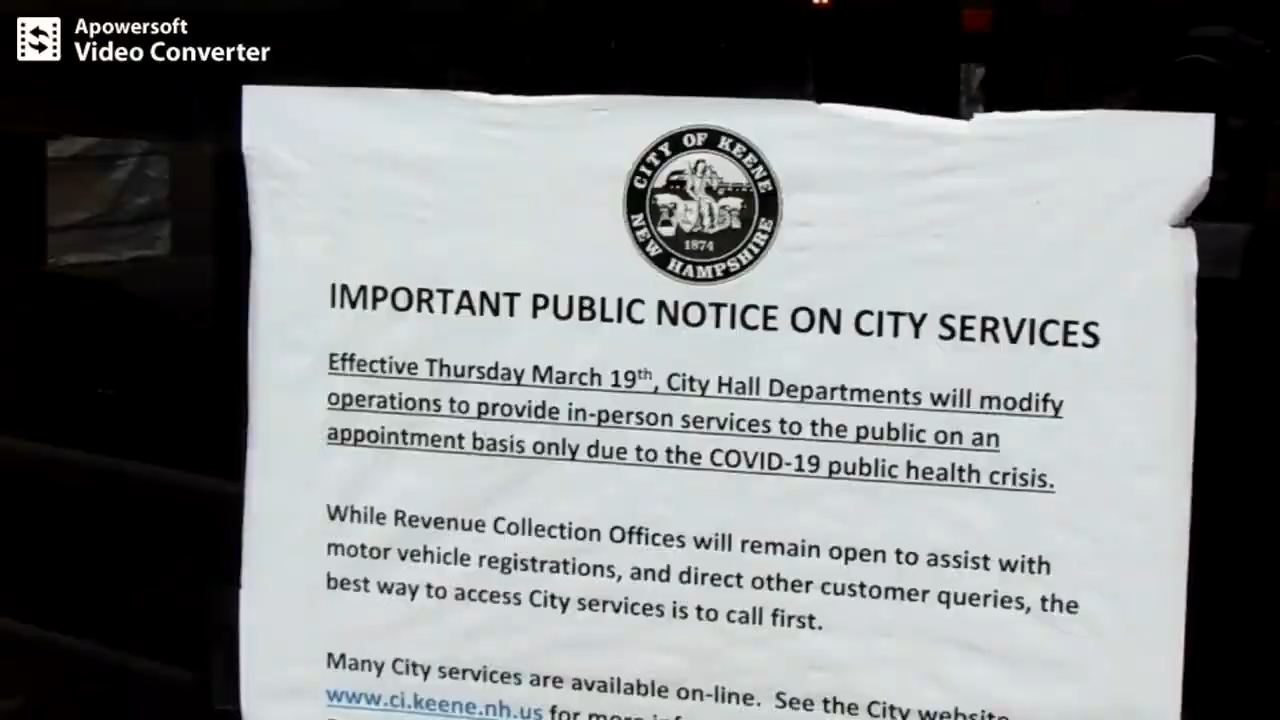 Apowersoft
Video Converter
CITY OF KEENE
1874
NEW HAMPSHIRE
IMPORTANT PUBLIC NOTICE ON CITY SERVICES
Effective Thursday March 19th, City Hall Departments will modify
operations to provide in-person services to the public on an
appointment basis only due to the COVID-19 public health crisis.
While Revenue Collection Offices will remain open to assist with
motor vehicle registrations, and direct other customer queries, the
best way to access City services is to call first.
Many City services are available on-line. See the City website
www.ci.keene.nh.us for more